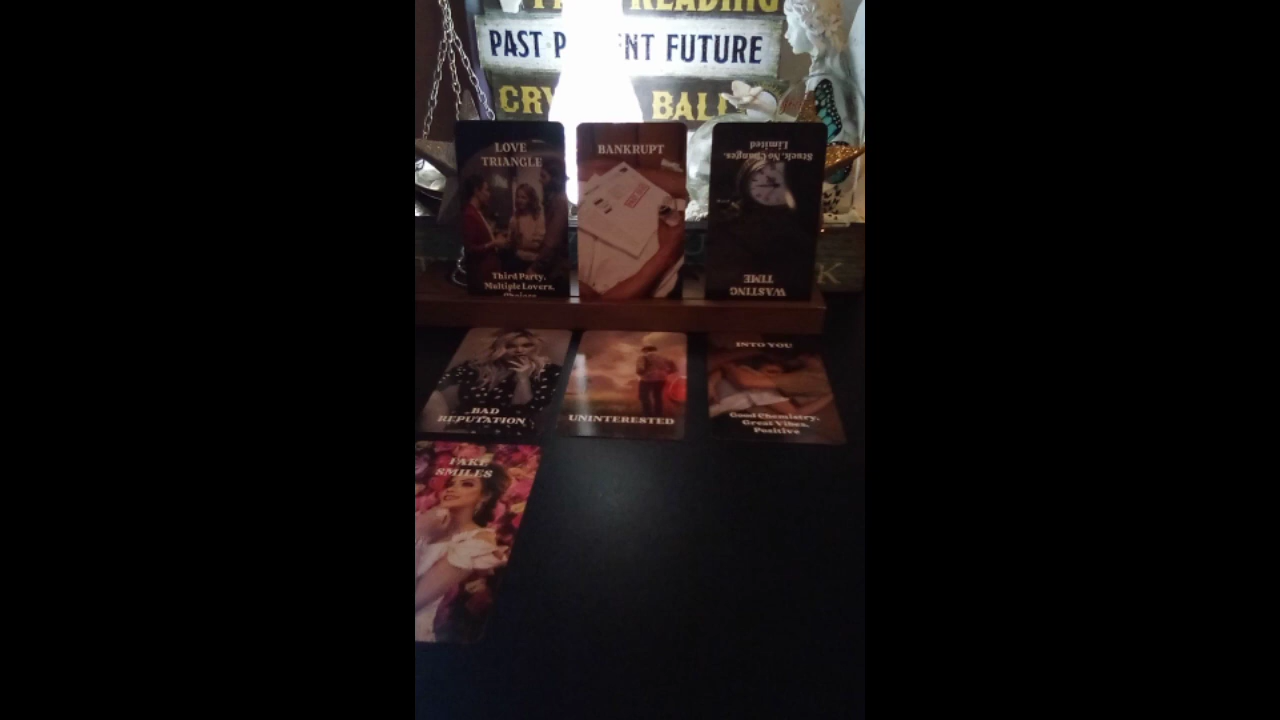 READING
PAST P NT FUTURE
CRY BALL
LOVE
TRIANGLE
Third Party.
Multiple Lovers.
BANKRUPT
WASTING
TIME
Stuck. No Changes.
Limited
BAD
REPUTATION
UNINTERESTED
INTO YOU
Good Chemistry.
Great Vibes.
Positive
FAKE
SMILES
K